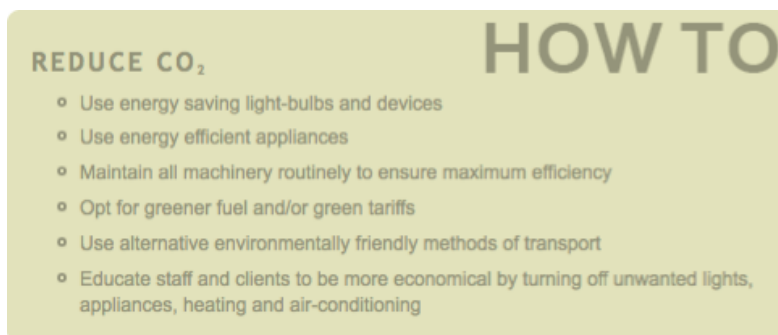 HOW TO
REDUCE CO₂
Use energy saving light-bulbs and devices
Use energy efficient appliances
Maintain all machinery routinely to ensure maximum efficiency
Opt for greener fuel and/or green tariffs
Use alternative environmentally friendly methods of transport
Educate staff and clients to be more economical by turning off unwanted lights,
appliances, heating and air-conditioning